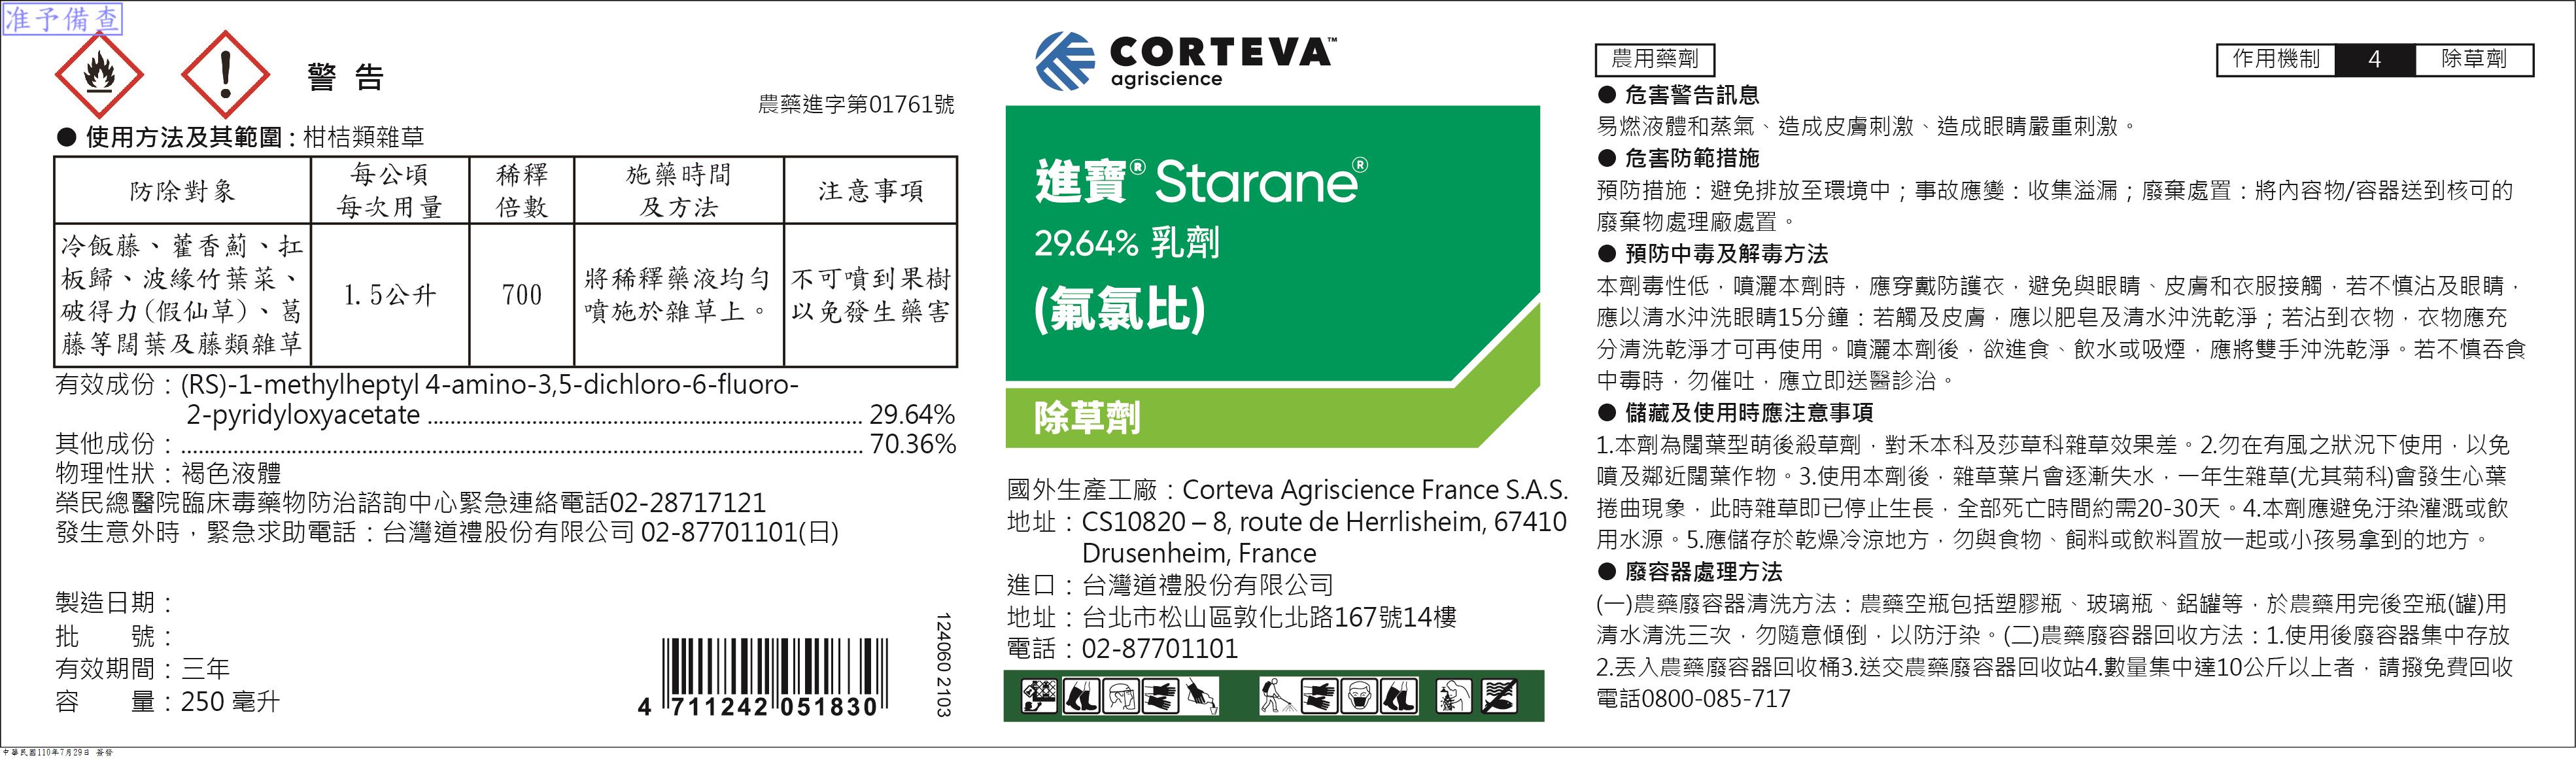 准予備查
警 告
農藥進字第01761號
● 使用方法及其範圍 : 柑桔類雜草
防除對象
每公頃
每次用量
稀釋
倍數
施藥時間
及方法
注意事項
冷飯藤、藿香薊、扛
板歸、波緣竹葉菜、
破得力(假仙草)、葛
藤等闊葉及藤類雜草
1.5公升
700
將稀釋藥液均勻
噴施於雜草上。
不可噴到果樹
以免發生藥害
有效成份：(RS)-1-methylheptyl 4-amino-3,5-dichloro-6-fluoro-
2-pyridyloxyacetate ........................................ 29.64%
其他成份：........................................ 70.36%
物理性狀：褐色液體
榮民總醫院臨床毒藥物防治諮詢中心緊急連絡電話02-28717121
發生意外時，緊急求助電話：台灣道禮股份有限公司 02-87701101(日)
製造日期：
批　　號：
有效期間：三年
容　　量：250 毫升
4 711242 051830
124060 2103
CORTEVA™
agriscience
進寶® Starane®
29.64% 乳劑
(氟氯比)
除草劑
國外生產工廠：Corteva Agriscience France S.A.S.
地址：CS10820 – 8, route de Herrlisheim, 67410
Drusenheim, France
進口：台灣道禮股份有限公司
地址：台北市松山區敦化北路167號14樓
電話：02-87701101
農用藥劑
作用機制 4 除草劑
● 危害警告訊息
易燃液體和蒸氣、造成皮膚刺激、造成眼睛嚴重刺激。
● 危害防範措施
預防措施：避免排放至環境中；事故應變：收集溢漏；廢棄處置：將內容物/容器送到核可的
廢棄物處理廠處置。
● 預防中毒及解毒方法
本劑毒性低，噴灑本劑時，應穿戴防護衣，避免與眼睛、皮膚和衣服接觸，若不慎沾及眼睛，
應以清水沖洗眼睛15分鐘：若觸及皮膚，應以肥皂及清水沖洗乾淨；若沾到衣物，衣物應充
分清洗乾淨才可再使用。噴灑本劑後，欲進食、飲水或吸煙，應將雙手沖洗乾淨。若不慎吞食
中毒時，勿催吐，應立即送醫診治。
● 儲藏及使用時應注意事項
1.本劑為闊葉型萌後殺草劑，對禾本科及莎草科雜草效果差。2.勿在有風之狀況下使用，以免
噴及鄰近闊葉作物。3.使用本劑後，雜草葉片會逐漸失水，一年生雜草(尤其菊科)會發生心葉
捲曲現象，此時雜草即已停止生長，全部死亡時間約需20-30天。4.本劑應避免汙染灌溉或飲
用水源。5.應儲存於乾燥冷涼地方，勿與食物、飼料或飲料置放一起或小孩易拿到的地方。
● 廢容器處理方法
(一)農藥廢容器清洗方法：農藥空瓶包括塑膠瓶、玻璃瓶、鋁罐等，於農藥用完後空瓶(罐)用
清水清洗三次，勿隨意傾倒，以防汙染。(二)農藥廢容器回收方法：1.使用後廢容器集中存放
2.丟入農藥廢容器回收桶3.送交農藥廢容器回收站4.數量集中達10公斤以上者，請撥免費回收
電話0800-085-717
中華民國110年7月29日 簽發